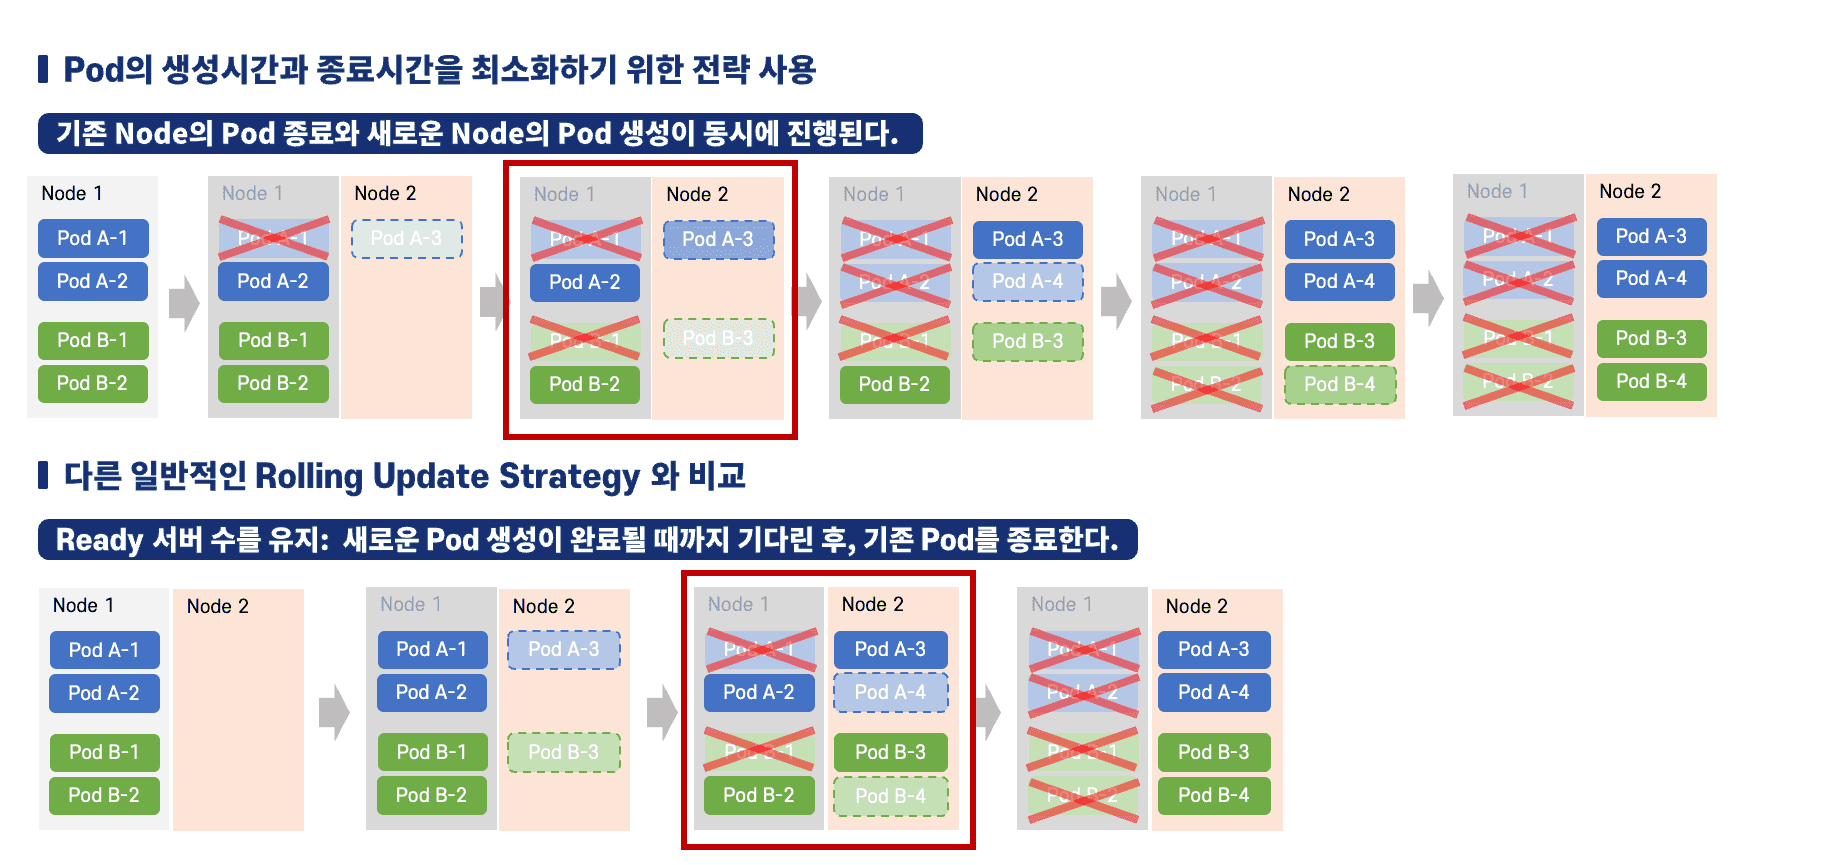 Pod의 생성시간과 종료시간을 최소화하기 위한 전략 사용
기존 Node의 Pod 종료와 새로운 Node의 Pod 생성이 동시에 진행된다.
Node 1
Pod A-1
Pod A-2
Pod B-1
Pod B-2
Node 1
Pod A-1
Pod A-2
Pod B-1
Pod B-2
Node 2
Pod A-3
Node 1
Pod A-1
Pod A-2
Pod B-1
Pod B-2
Node 2
Pod A-3
Pod B-3
Node 1
Pod A-1
Pod A-2
Pod B-1
Pod B-2
Node 2
Pod A-3
Pod A-4
Pod B-3
Node 1
Pod A-1
Pod A-2
Pod B-1
Pod B-2
Node 2
Pod A-3
Pod A-4
Pod B-3
Pod B-4
Node 1
Pod A-1
Pod A-2
Pod B-1
Pod B-2
Node 2
Pod A-3
Pod A-4
Pod B-3
Pod B-4
다른 일반적인 Rolling Update Strategy 와 비교
Ready 서버 수를 유지: 새로운 Pod 생성이 완료될 때까지 기다린 후, 기존 Pod를 종료한다.
Node 1
Pod A-1
Pod A-2
Pod B-1
Pod B-2
Node 2
Node 1
Pod A-1
Pod A-2
Pod B-1
Pod B-2
Node 2
Pod A-3
Pod B-3
Node 1
Pod A-1
Pod A-2
Pod B-1
Pod B-2
Node 2
Pod A-3
Pod A-4
Pod B-3
Pod B-4
Node 1
Pod A-1
Pod A-2
Pod B-1
Pod B-2
Node 2
Pod A-3
Pod A-4
Pod B-3
Pod B-4